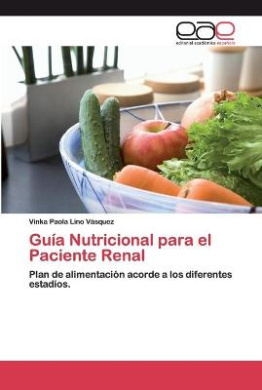 eae
editorial académica española
Vinka Paola Lino Vásquez
Guía Nutricional para el
Paciente Renal
Plan de alimentación acorde a los diferentes
estadios.